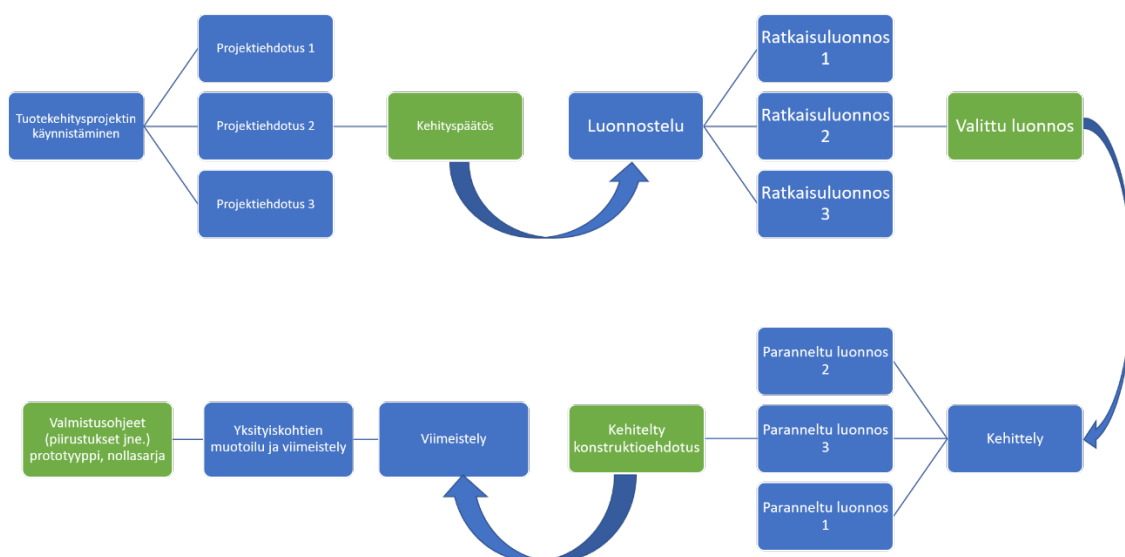 Projektiehdotus 1
Tuotekehitysprojektin
käynnistäminen
Projektiehdotus 2
Projektiehdotus 3
Kehityspäätös
Luonnostelu
Ratkaisuluonnos
1
Ratkaisuluonnos
2
Ratkaisuluonnos
3
Valittu luonnos
Kehittely
Paranneltu luonnos
2
Paranneltu luonnos
3
Paranneltu luonnos
1
Kehitelty
konstruktioehdotus
Viimeistely
Yksityiskohtien
muotoilu ja viimeistely
Valmistusohjeet
(piirustukset jne.)
prototyyppi, nollasarja